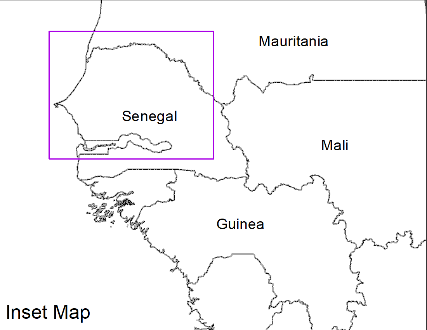 Mauritania
Senegal
Mali
Guinea
Inset Map